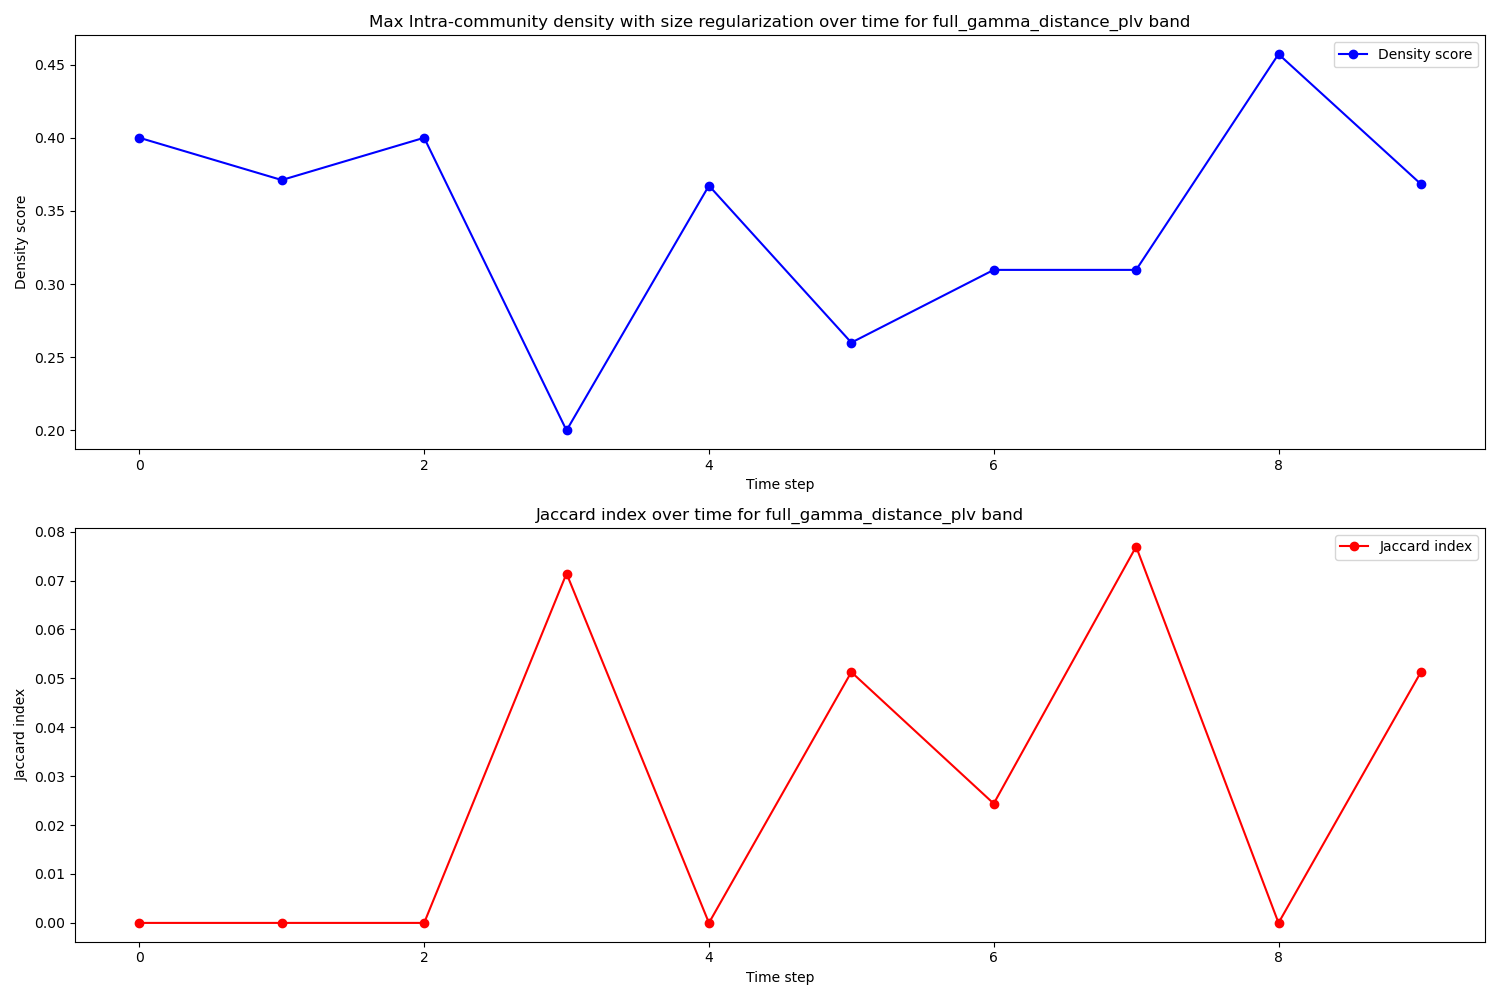 Max Intra-community density with size regularization over time for full_gamma_distance_plv band
Density score
0.45
0.40
0.35
0.30
0.25
0.20
Density score
0 2 4 6 8
Time step
Jaccard index over time for full_gamma_distance_plv band
Jaccard index
0.08
0.07
0.06
0.05
0.04
0.03
0.02
0.01
0.00
Jaccard index
0 2 4 6 8
Time step